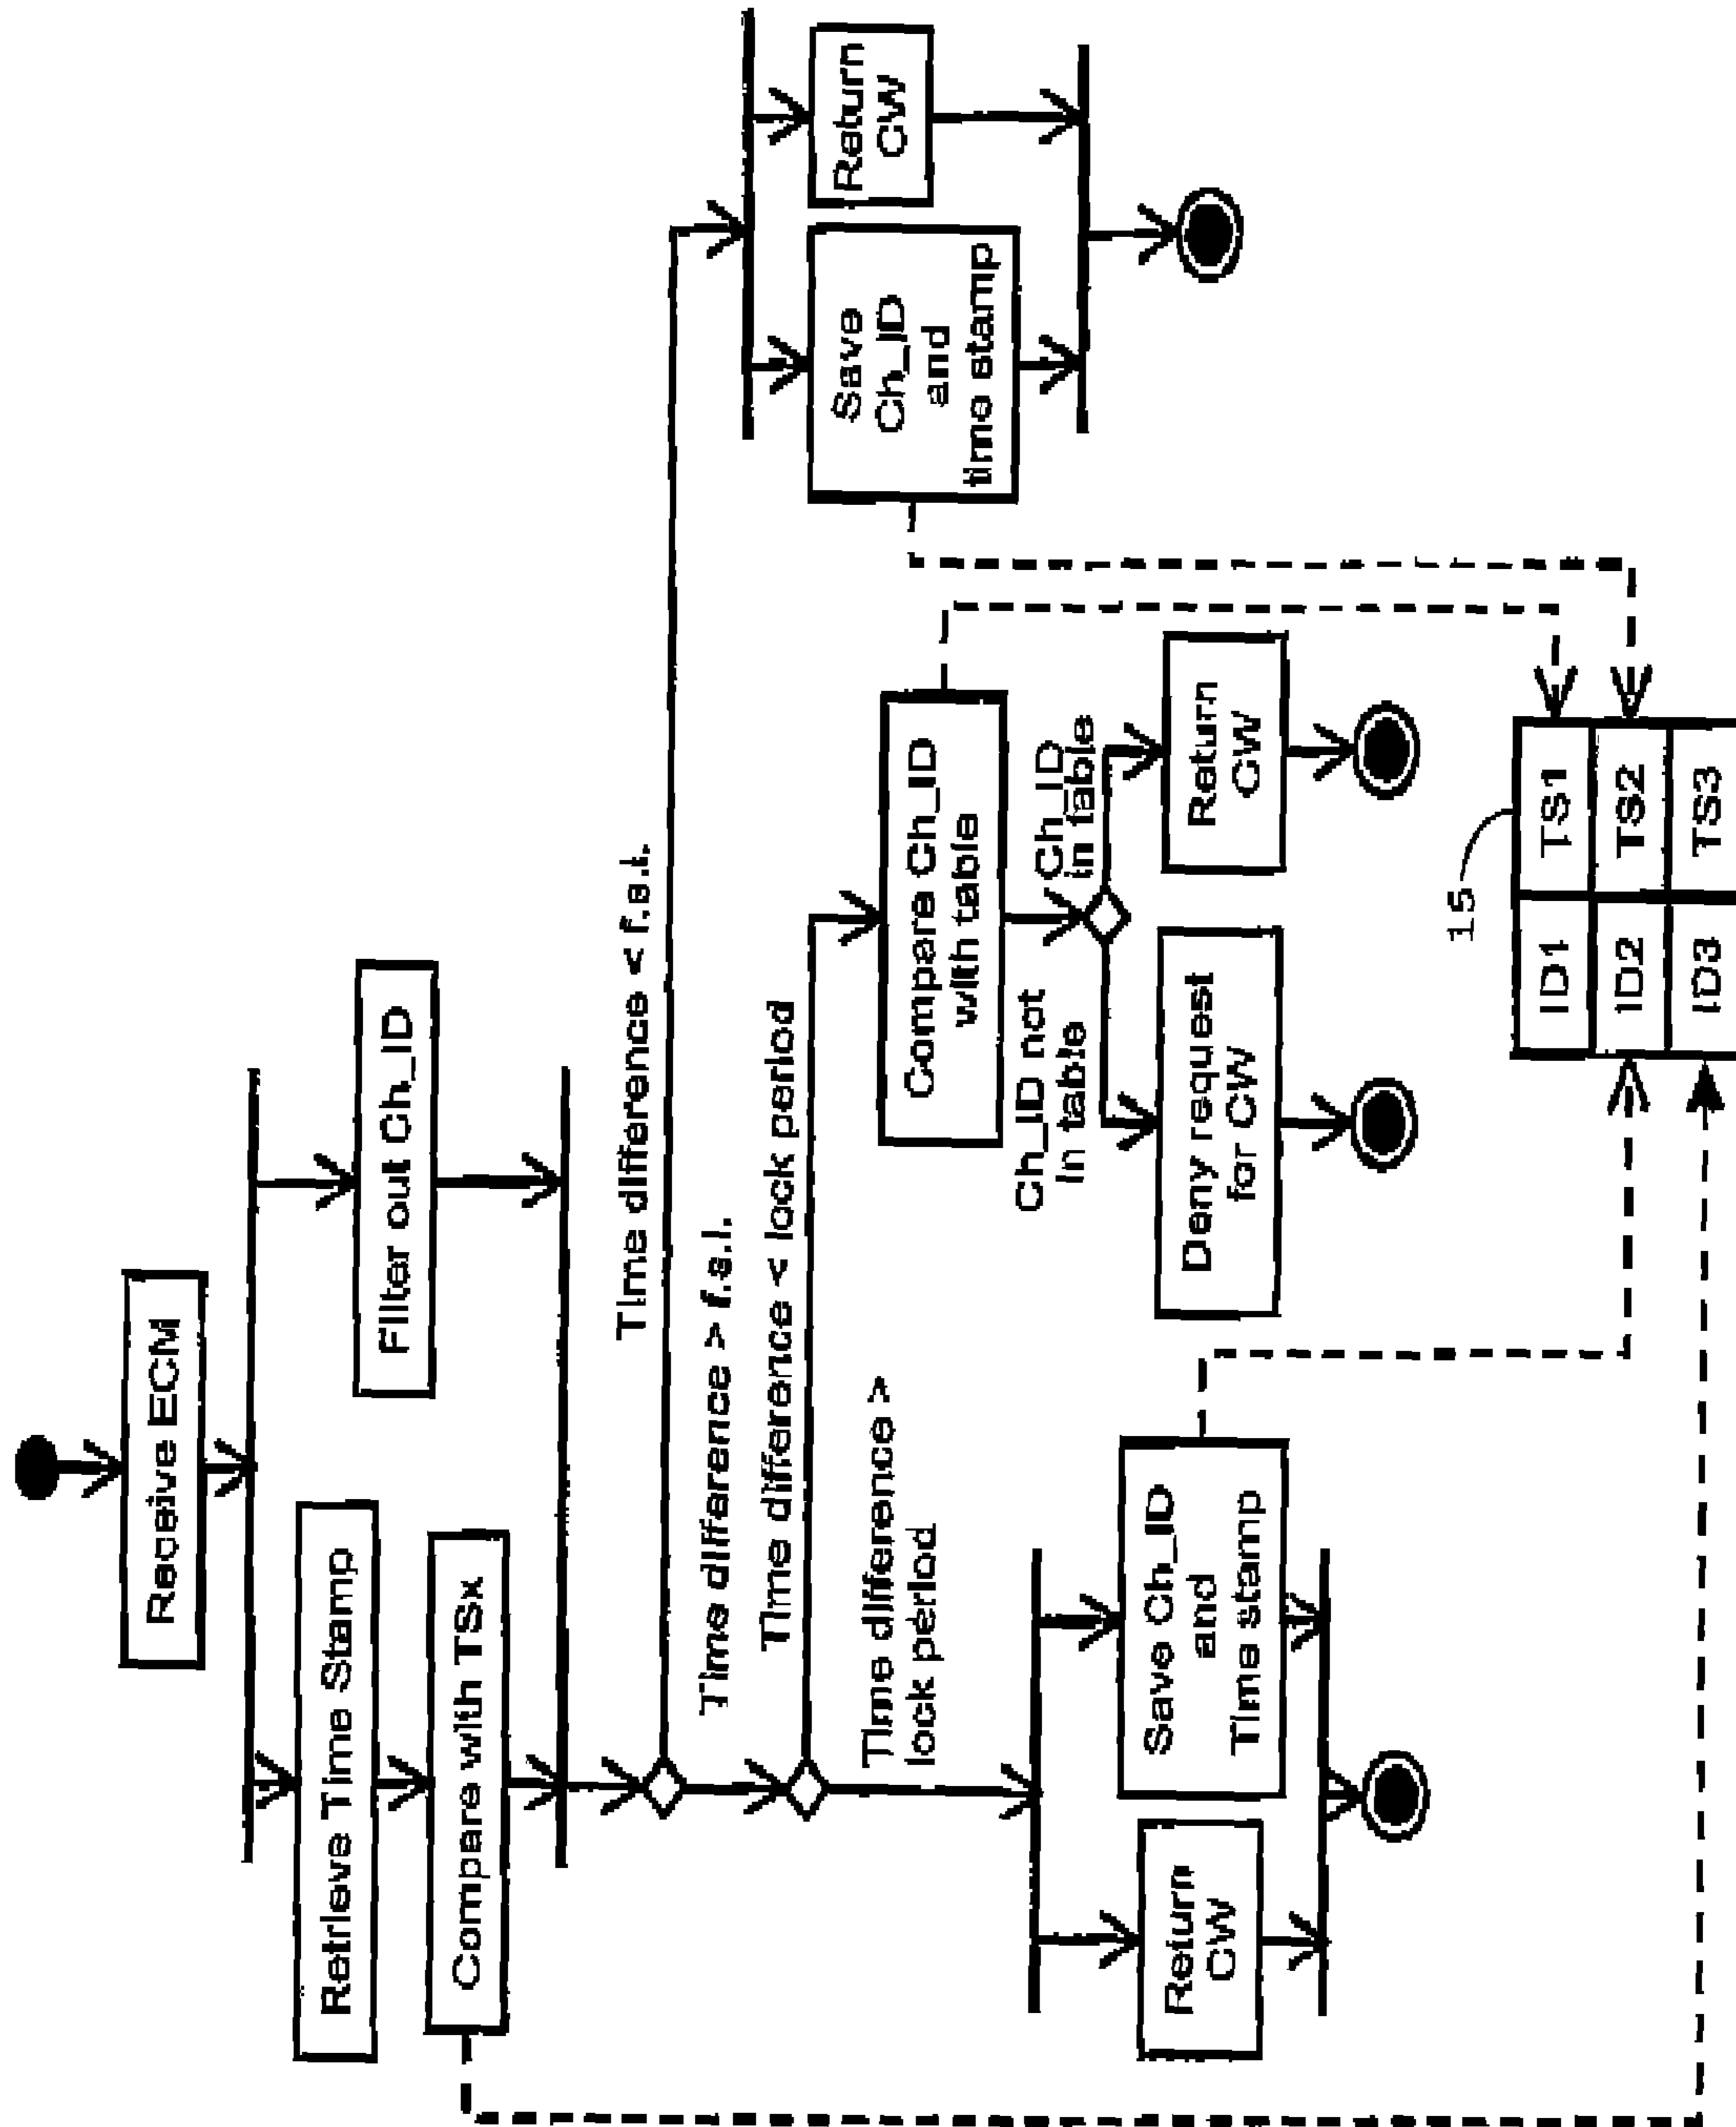 Receive ECM
Retrieve Time Stamp
Filter out Ch_ID
Compare with TSx
Time difference < f.s.l.
Time difference > f.s.l.
Time difference < lock period
Time difference >
lock period
Save
Ch_ID
and
time stamp
Return
CW
Compare Ch_ID
with table
Ch_ID not
in table
Ch_ID
in table
Deny request
for CW
Return
CW
Return
CW
Save Ch_ID
and
Time stamp
15
ID1 TS1
ID2 TS2
ID3 TS3